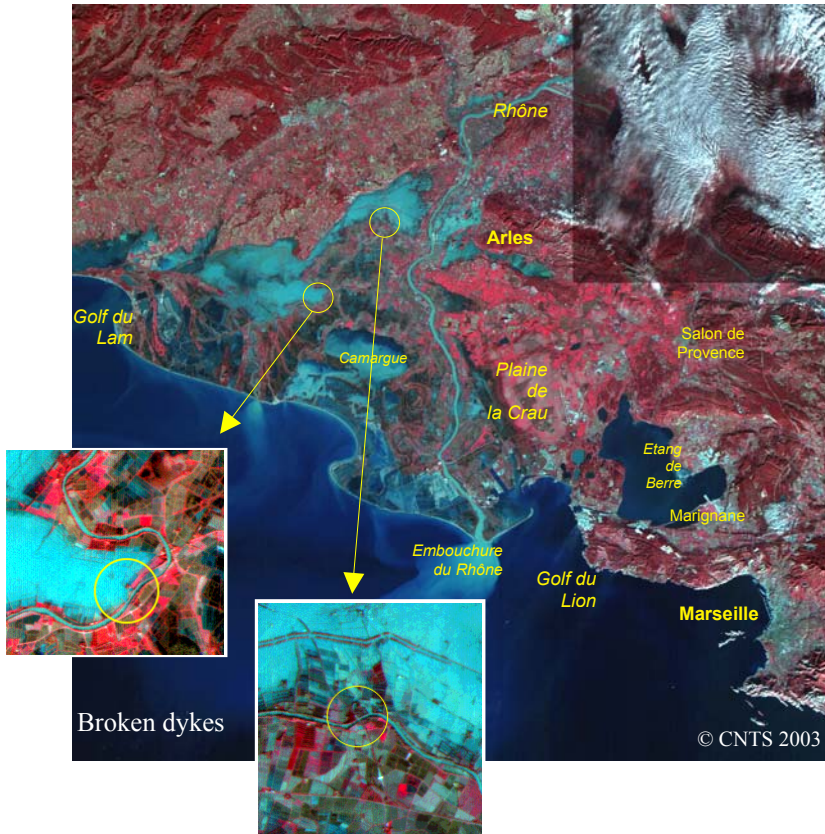 Rhône
Arles
Golf du
Lam
Camargue
Salon de
Provence
Plaine
de
la Crau
Etang
de
Berre
Marignane
Embouchure
du Rhône
Golf du
Lion
Marseille
Broken dykes
© CNTS 2003